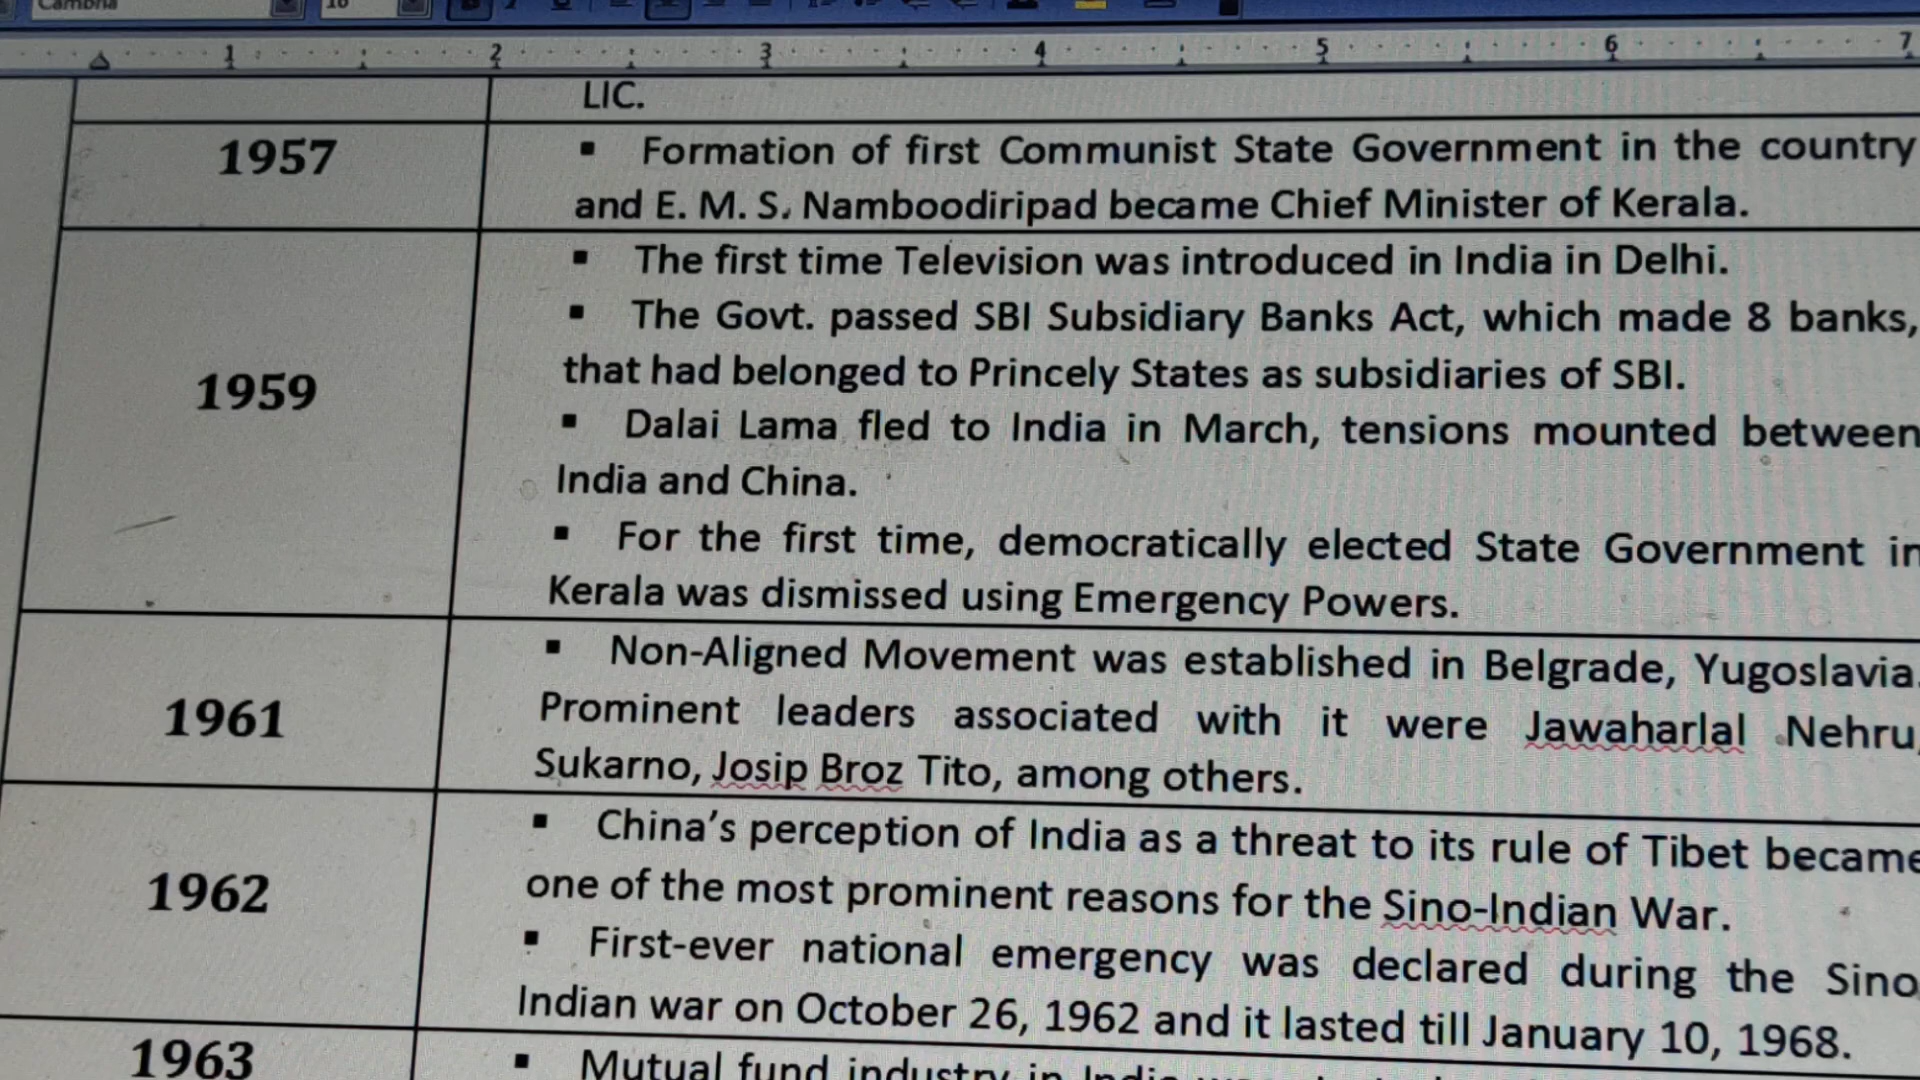 Cambria
1
2
3
4
5
6
7
LIC.
1957
▪ Formation of first Communist State Government in the country
and E. M. S. Namboodiripad became Chief Minister of Kerala.
1959
▪ The first time Television was introduced in India in Delhi.
▪ The Govt. passed SBI Subsidiary Banks Act, which made 8 banks,
that had belonged to Princely States as subsidiaries of SBI.
▪ Dalai Lama fled to India in March, tensions mounted between
India and China.
▪ For the first time, democratically elected State Government in
Kerala was dismissed using Emergency Powers.
1961
▪ Non-Aligned Movement was established in Belgrade, Yugoslavia.
Prominent leaders associated with it were Jawaharlal Nehru,
Sukarno, Josip Broz Tito, among others.
1962
▪ China’s perception of India as a threat to its rule of Tibet became
one of the most prominent reasons for the Sino-Indian War.
▪ First-ever national emergency was declared during the Sino
Indian war on October 26, 1962 and it lasted till January 10, 1968.
1963
▪ Mutual fund industry in India